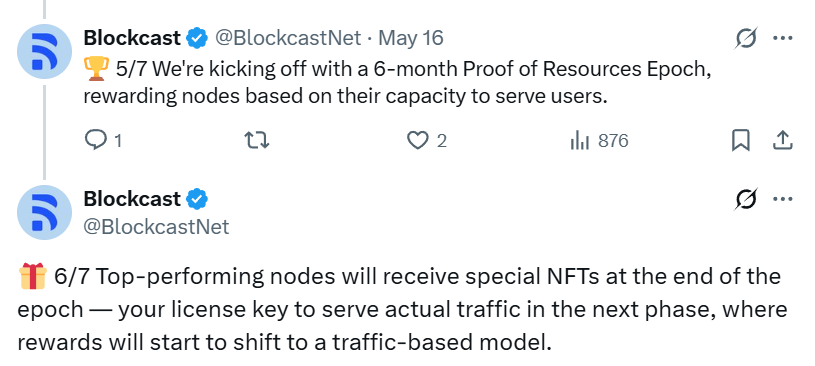 Blockcast @BlockcastNet · May 16
🏆 5/7 We're kicking off with a 6-month Proof of Resources Epoch,
rewarding nodes based on their capacity to serve users.
1 2 876
Blockcast
@BlockcastNet
🎁 6/7 Top-performing nodes will receive special NFTs at the end of the
epoch — your license key to serve actual traffic in the next phase, where
rewards will start to shift to a traffic-based model.